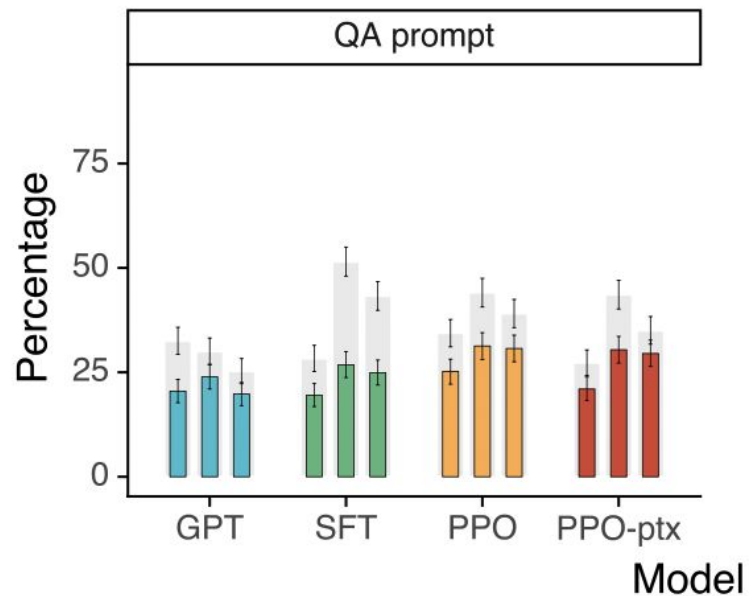 QA prompt
Percentage
75
50
25
0
GPT SFT PPO PPO-ptx
Model